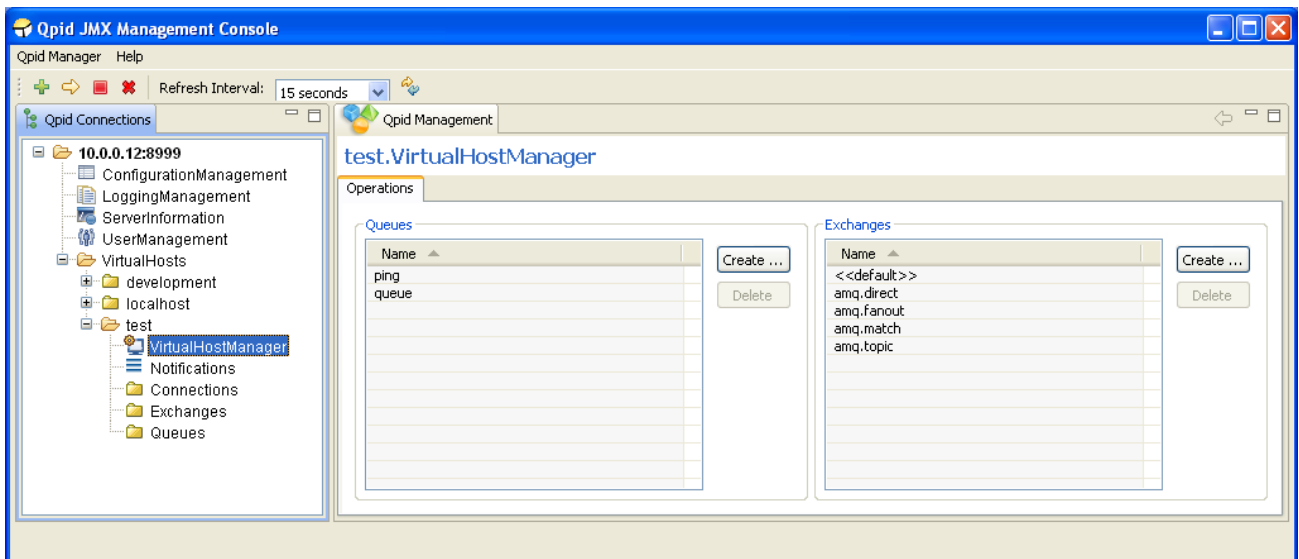 Qpid JMX Management Console
Qpid Manager Help
Refresh Interval: 15 seconds
Qpid Connections
10.0.0.12:8999
ConfigurationManagement
LoggingManagement
ServerInformation
UserManagement
VirtualHosts
development
localhost
test
VirtualHostManager
Notifications
Connections
Exchanges
Queues
Qpid Management
test.VirtualHostManager
Operations
Queues
Name
ping
queue
Create ...
Delete
Exchanges
Name
<<default>>
amq.direct
amq.fanout
amq.match
amq.topic
Create ...
Delete